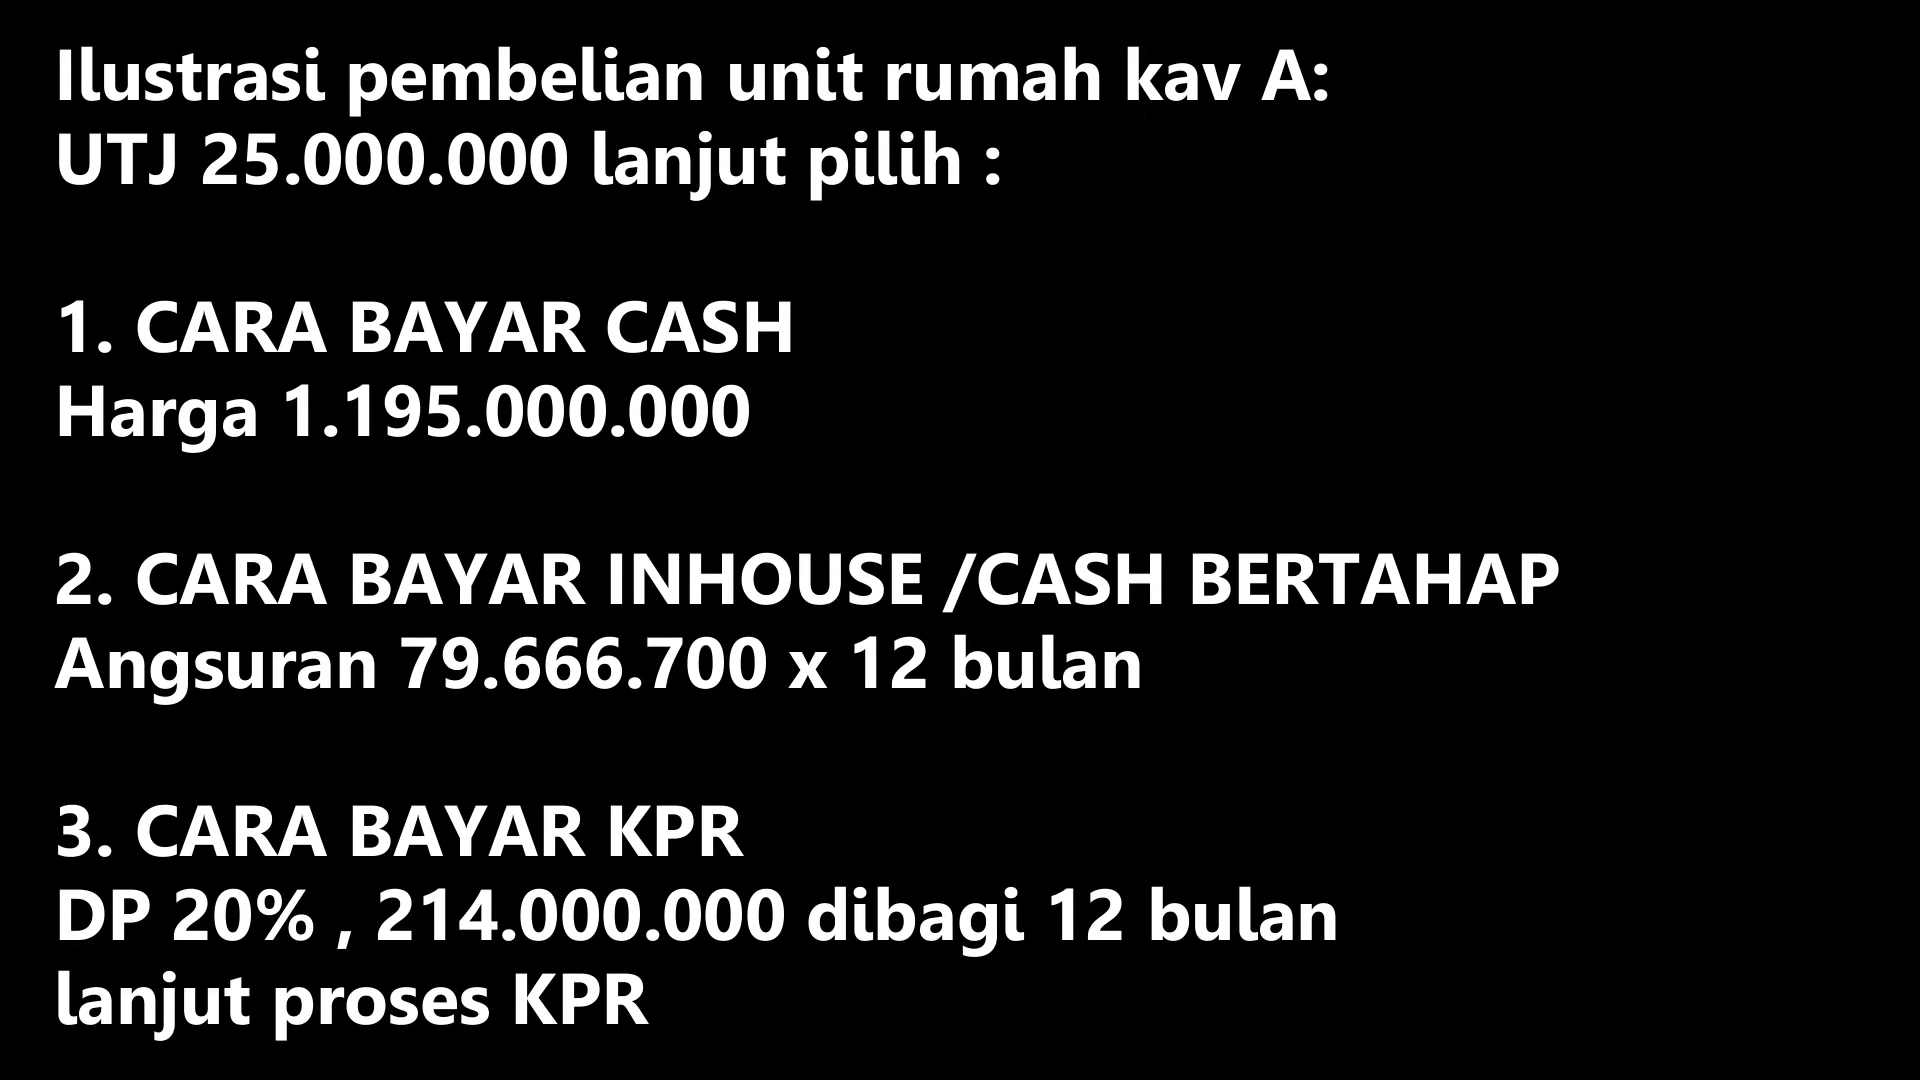 Ilustrasi pembelian unit rumah kav A:
UTJ 25.000.000 lanjut pilih :
1. CARA BAYAR CASH
Harga 1.195.000.000
2. CARA BAYAR INHOUSE /CASH BERTAHAP
Angsuran 79.666.700 x 12 bulan
3. CARA BAYAR KPR
DP 20% , 214.000.000 dibagi 12 bulan
lanjut proses KPR